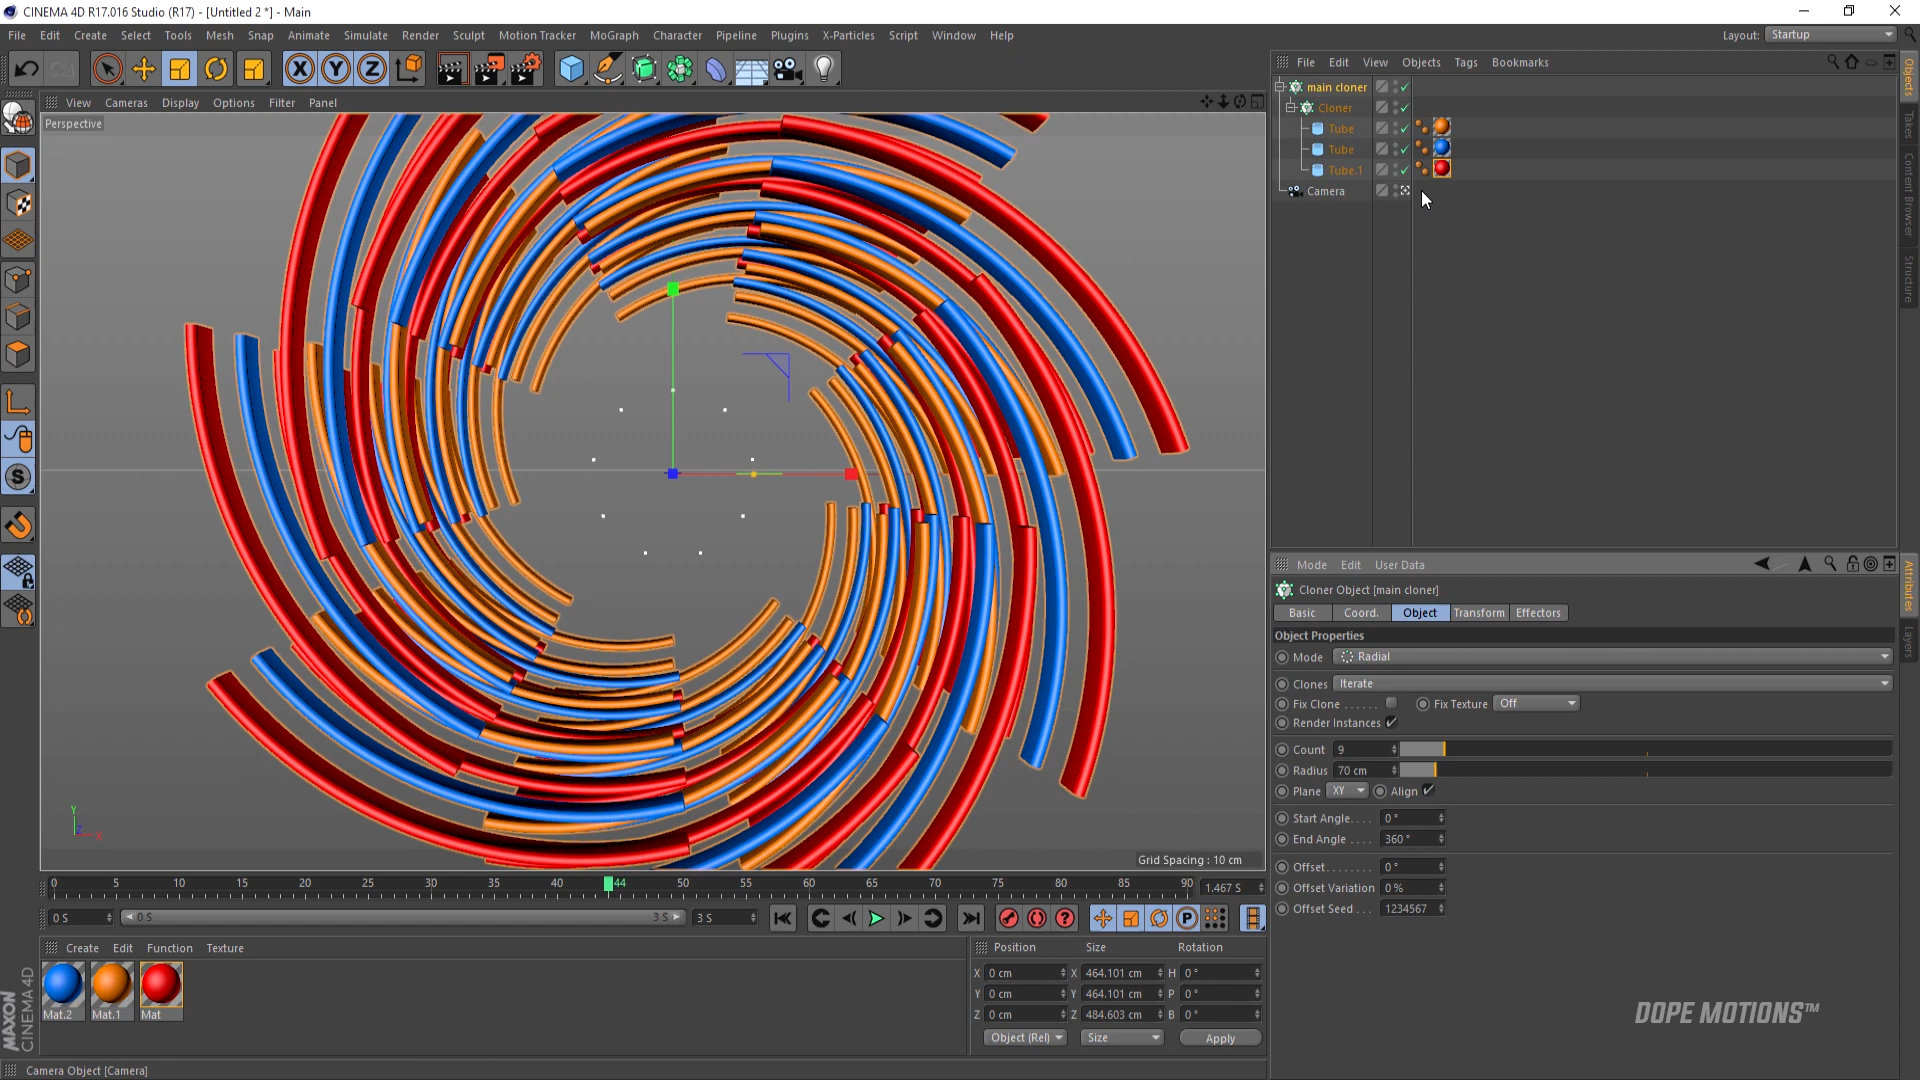 CINEMA 4D R17.016 Studio (R17) - [Untitled 2 *] - Main
File Edit Create Select Tools Mesh Snap Animate Simulate Render Sculpt Motion Tracker MoGraph Character Pipeline Plugins X-Particles Script Window Help
Layout: Startup
X Y Z
File Edit View Objects Tags Bookmarks
View Cameras Display Options Filter Panel
Perspective
main cloner
Cloner
Tube
Tube
Tube.1
Camera
Objects
Takes
Content Browser
Structure
Mode Edit User Data
Cloner Object [main cloner]
Basic Coord. Object Transform Effectors
Object Properties
Mode Radial
Clones Iterate
Fix Clone ...... Fix Texture Off
Render Instances
Count 9
Radius 70 cm
Plane XY Align
Start Angle.... 0 °
End Angle .... 360 °
Offset........ 0 °
Offset Variation 0 %
Offset Seed ... 1234567
Attributes
Layers
Y
Z X
Grid Spacing : 10 cm
0 5 10 15 20 25 30 35 40 44 50 55 60 65 70 75 80 85 90 1.467 S
0 S 0 S 3 S 3 S
Create Edit Function Texture
Mat.2 Mat.1 Mat
Position Size Rotation
X 0 cm X 464.101 cm H 0 °
Y 0 cm Y 464.101 cm P 0 °
Z 0 cm Z 484.603 cm B 0 °
Object (Rel) Size Apply
MAXON
CINEMA 4D
DOPE MOTIONS™
Camera Object [Camera]